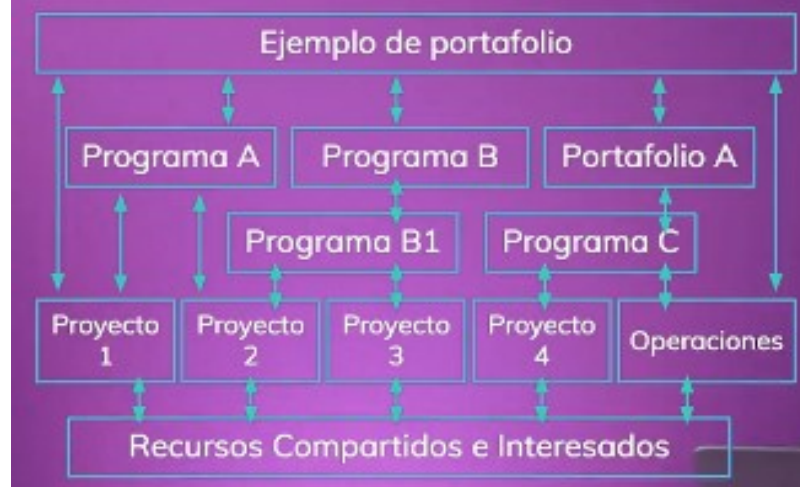 Ejemplo de portafolio
Programa A
Programa B
Portafolio A
Programa B1
Programa C
Proyecto
1
Proyecto
2
Proyecto
3
Proyecto
4
Operaciones
Recursos Compartidos e Interesados